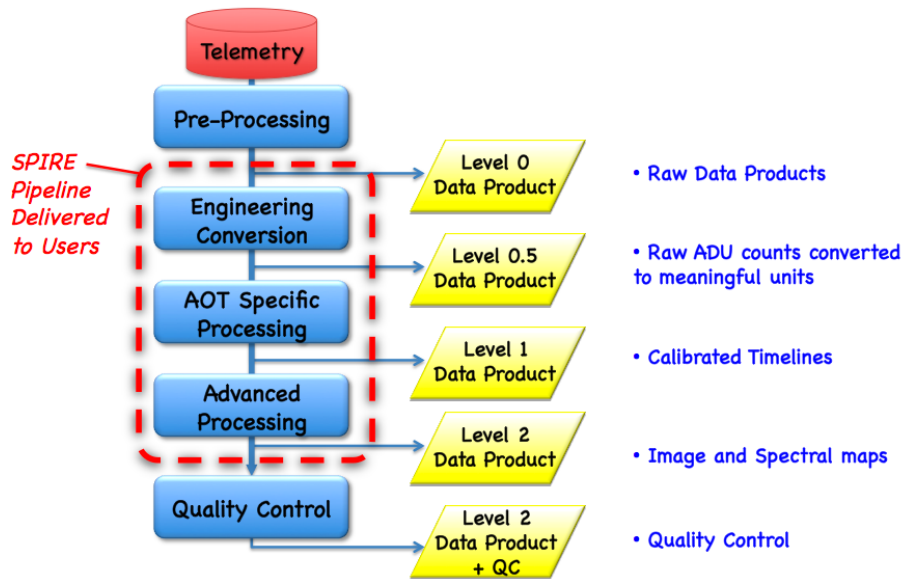 Telemetry
Pre-Processing
SPIRE
Pipeline
Delivered
to Users
Level 0
Data Product
• Raw Data Products
Engineering
Conversion
Level 0.5
Data Product
• Raw ADU counts converted
to meaningful units
AOT Specific
Processing
Level 1
Data Product
• Calibrated Timelines
Advanced
Processing
Level 2
Data Product
• Image and Spectral maps
Quality Control
Level 2
Data Product
+ QC
• Quality Control